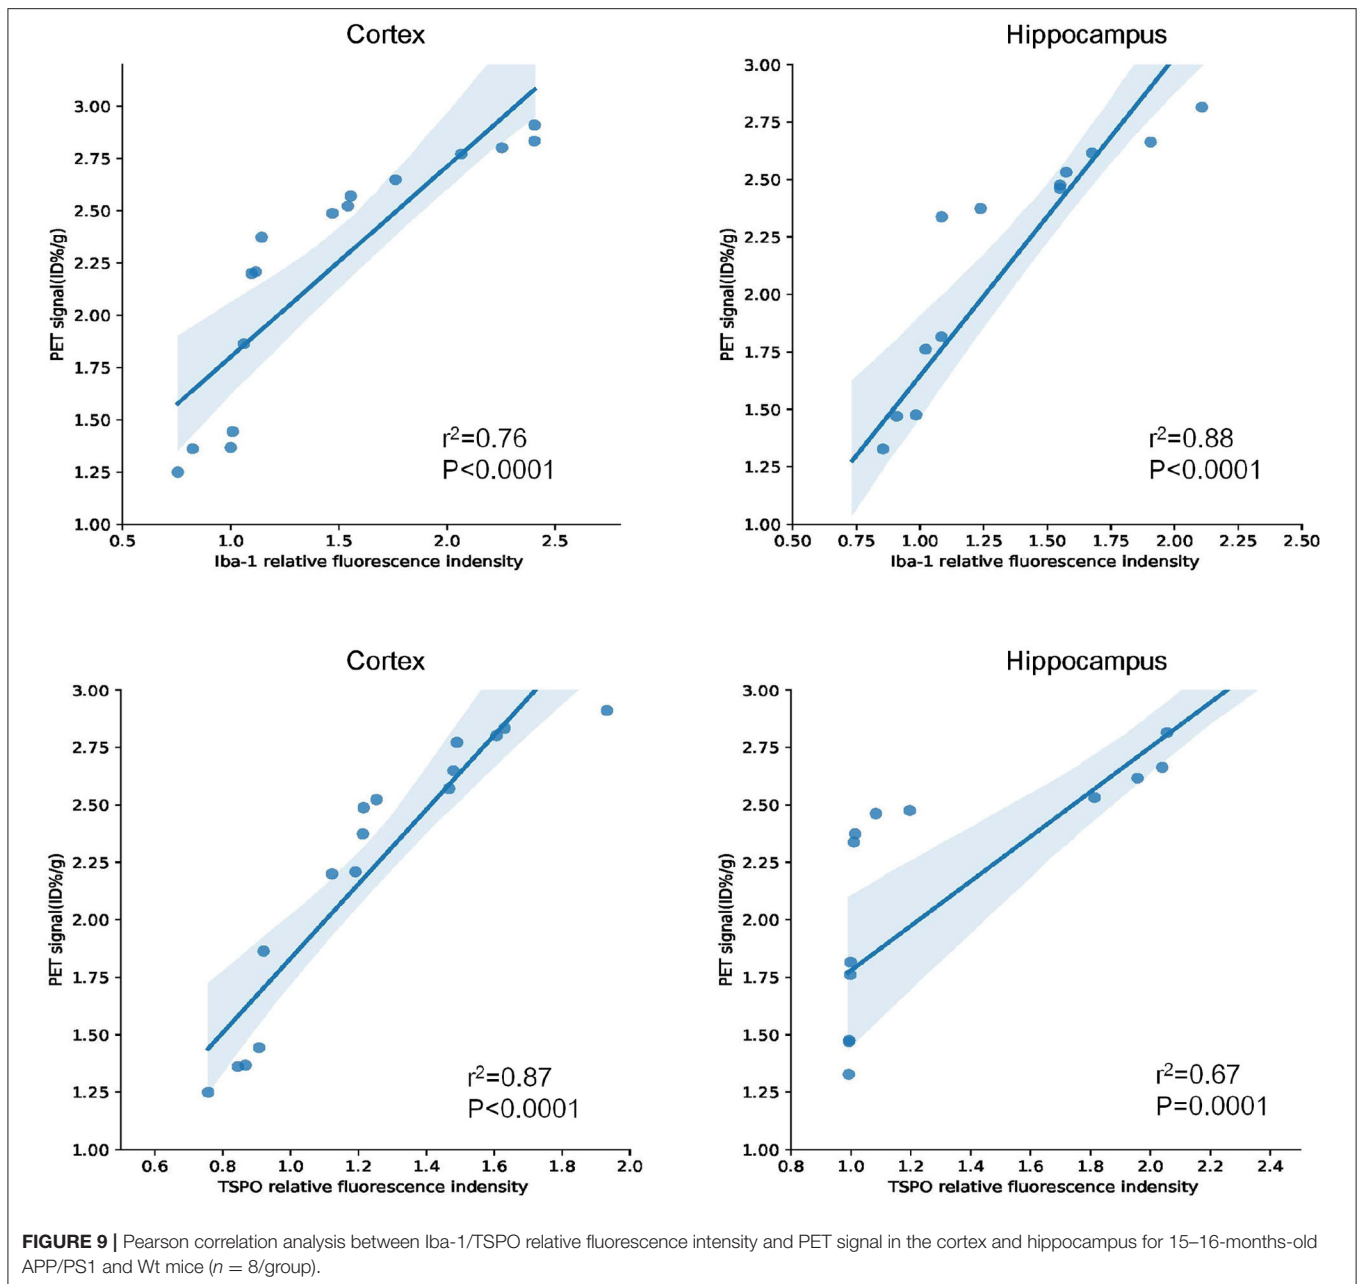 Cortex
PET signal(ID%/g)
3.00
2.75
2.50
2.25
2.00
1.75
1.50
1.25
1.00
r²=0.76
P<0.0001
0.5 1.0 1.5 2.0 2.5
Iba-1 relative fluorescence indensity
Hippocampus
PET signal(ID%/g)
3.00
2.75
2.50
2.25
2.00
1.75
1.50
1.25
1.00
r²=0.88
P<0.0001
0.50 0.75 1.00 1.25 1.50 1.75 2.00 2.25 2.50
Iba-1 relative fluorescence indensity
Cortex
PET signal(ID%/g)
3.00
2.75
2.50
2.25
2.00
1.75
1.50
1.25
1.00
r²=0.87
P<0.0001
0.6 0.8 1.0 1.2 1.4 1.6 1.8 2.0
TSPO relative fluorescence indensity
Hippocampus
PET signal(ID%/g)
3.00
2.75
2.50
2.25
2.00
1.75
1.50
1.25
1.00
r²=0.67
P=0.0001
0.8 1.0 1.2 1.4 1.6 1.8 2.0 2.2 2.4
TSPO relative fluorescence indensity
FIGURE 9 | Pearson correlation analysis between Iba-1/TSPO relative fluorescence intensity and PET signal in the cortex and hippocampus for 15–16-months-old
APP/PS1 and Wt mice (n = 8/group).